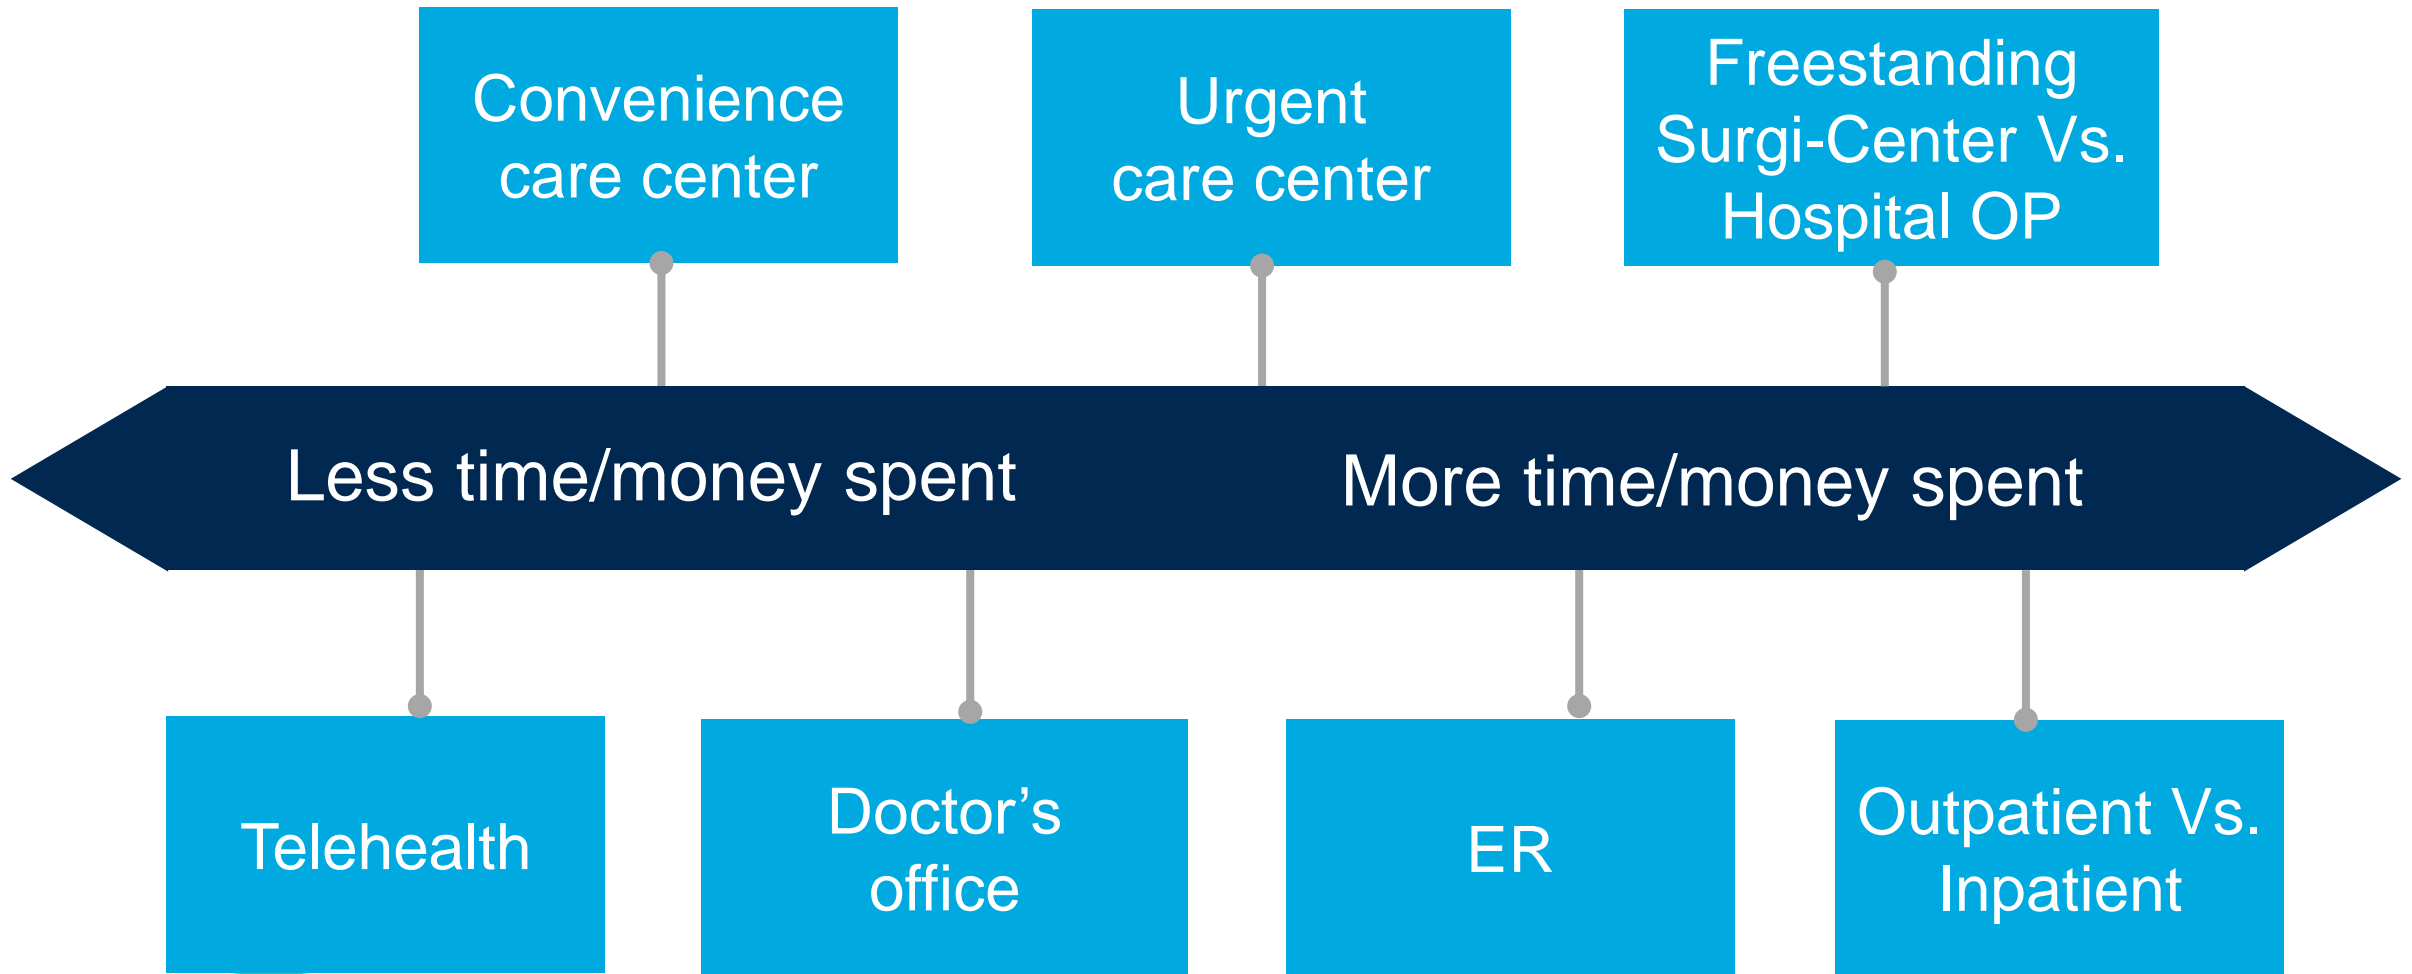 Convenience
care center
Urgent
care center
Freestanding
Surgi-Center Vs.
Hospital OP
Less time/money spent
More time/money spent
Telehealth
Doctor’s
office
ER
Outpatient Vs.
Inpatient